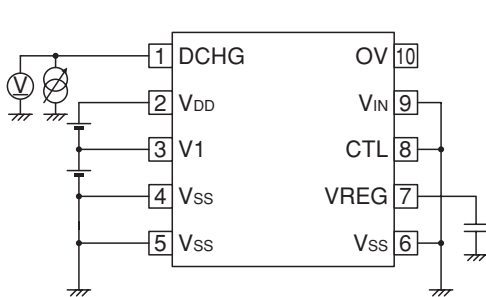 1 DCHG OV 10
V
2 VDD VIN 9
3 V1 CTL 8
4 VSS VREG 7
5 VSS VSS 6